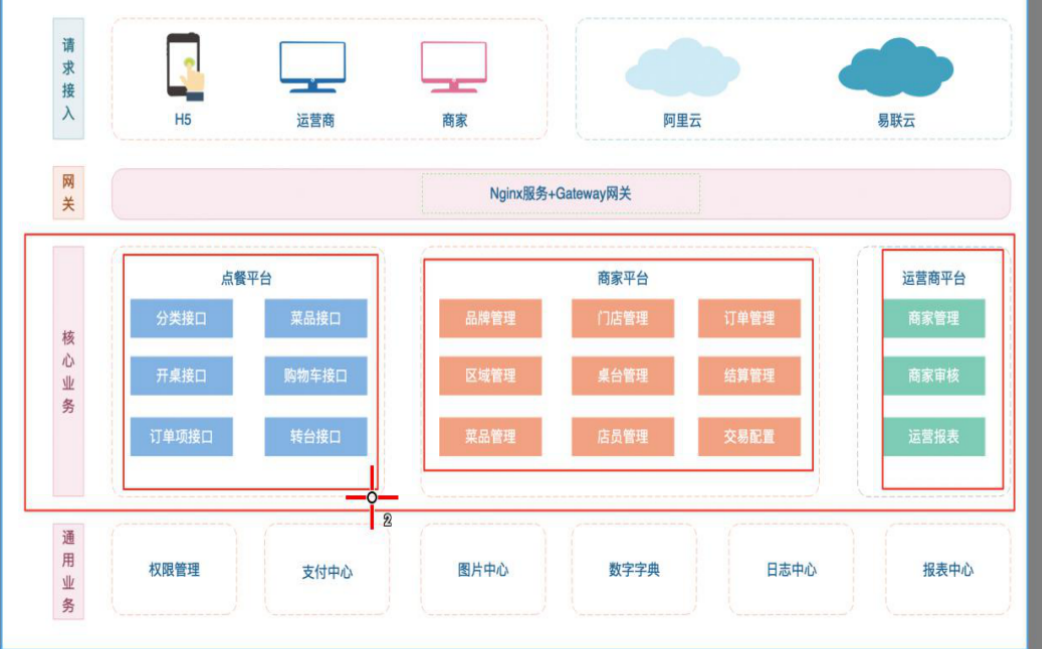 请求接入
H5
运营商
商家
阿里云
易联云
网关
Nginx服务+Gateway网关
核心业务
点餐平台
分类接口
菜品接口
开桌接口
购物车接口
订单项接口
转台接口
商家平台
品牌管理
门店管理
订单管理
区域管理
桌台管理
结算管理
菜品管理
店员管理
交易配置
运营商平台
商家管理
商家审核
运营报表
2
通用业务
权限管理
支付中心
图片中心
数字字典
日志中心
报表中心